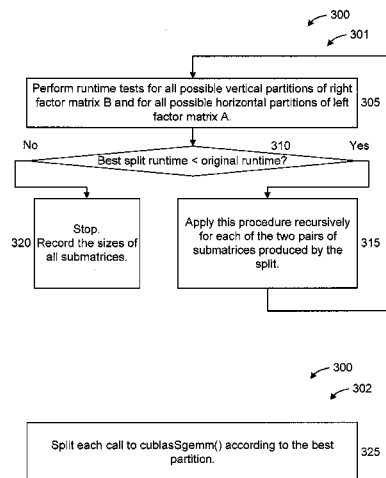 300
301
Perform runtime tests for all possible vertical partitions of right
factor matrix B and for all possible horizontal partitions of left
factor matrix A.
305
No
310
Yes
Best split runtime < original runtime?
Stop.
Record the sizes of
all submatrices.
320
Apply this procedure recursively
for each of the two pairs of
submatrices produced by the
split.
315
300
302
Split each call to cublasSgemm() according to the best
partition.
325